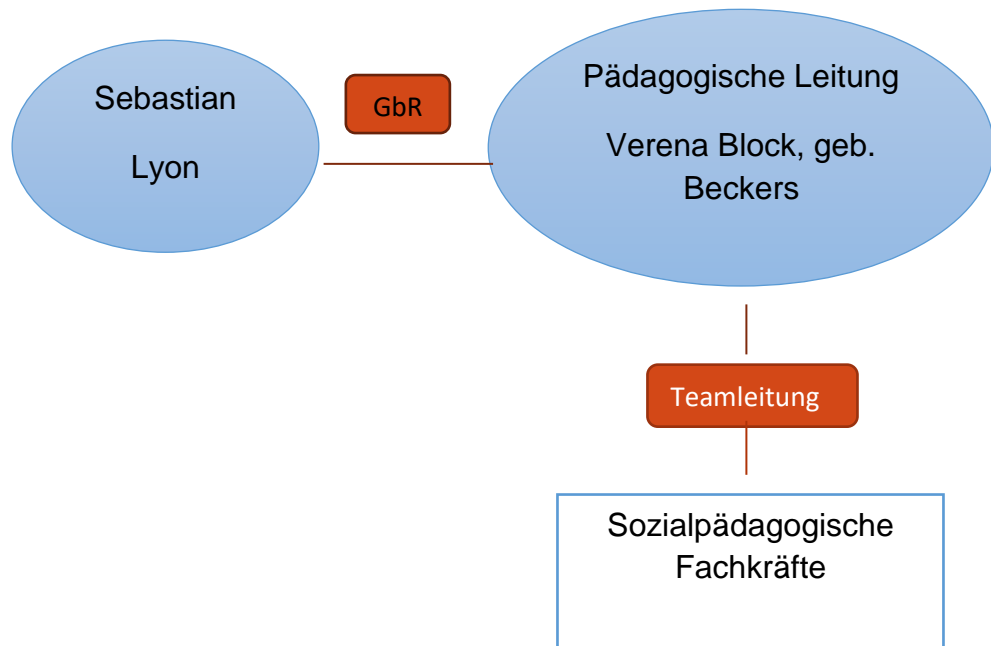 Sebastian
Lyon
GbR
Pädagogische Leitung
Verena Block, geb.
Beckers
Teamleitung
Sozialpädagogische
Fachkräfte